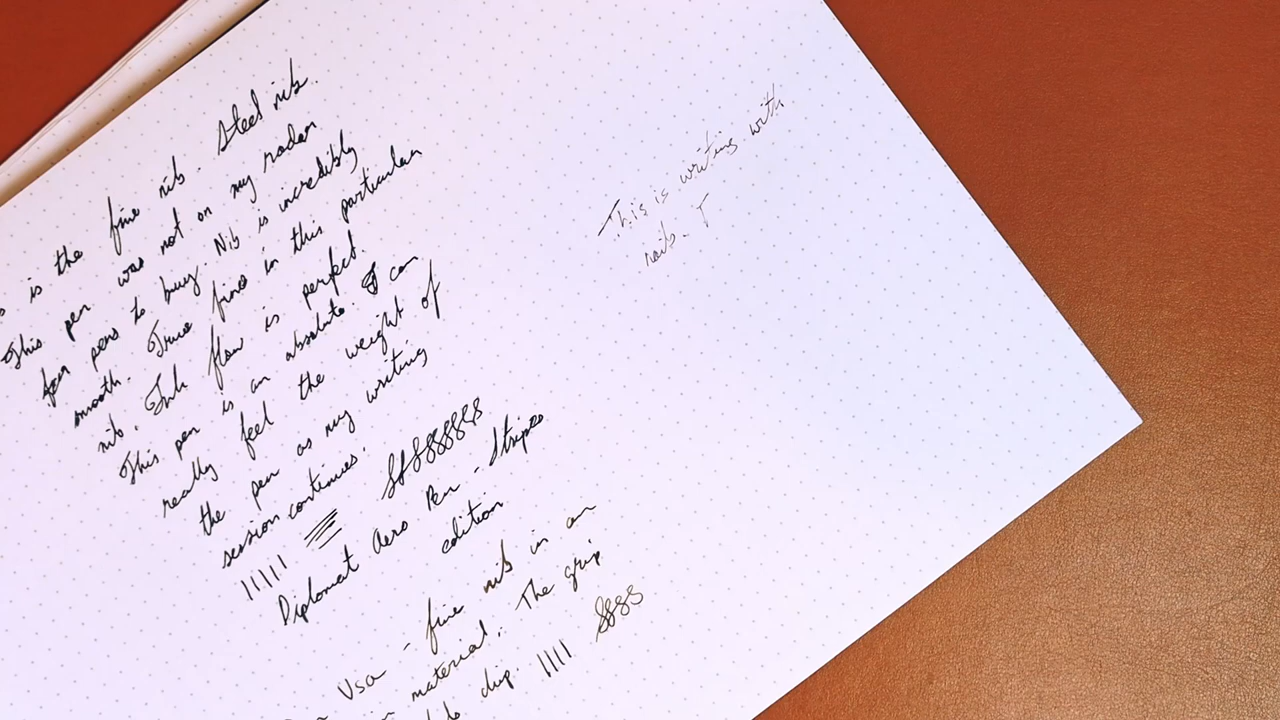 is the fine nib. Steel nib
This pen was not on my radar
for pens to buy. Nib is incredibly
smooth. True fine in this particular
nib. Ink flow is perfect.
This pen is an absolute. I can
really feel the weight of
the pen as my writing
session continues.
Diplomat Aero Pen - Stripes
edition
USA - fine nib in an
material. The grip
clip.
This is writing with
nib. T